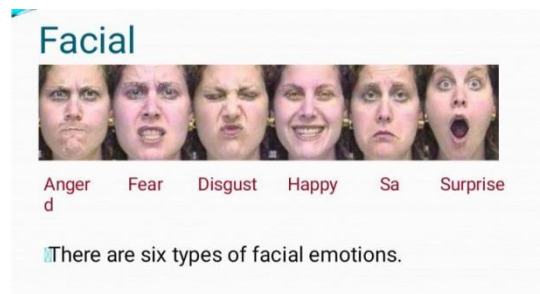 Facial
Anger Fear Disgust Happy Sa Surprise
d
There are six types of facial emotions.